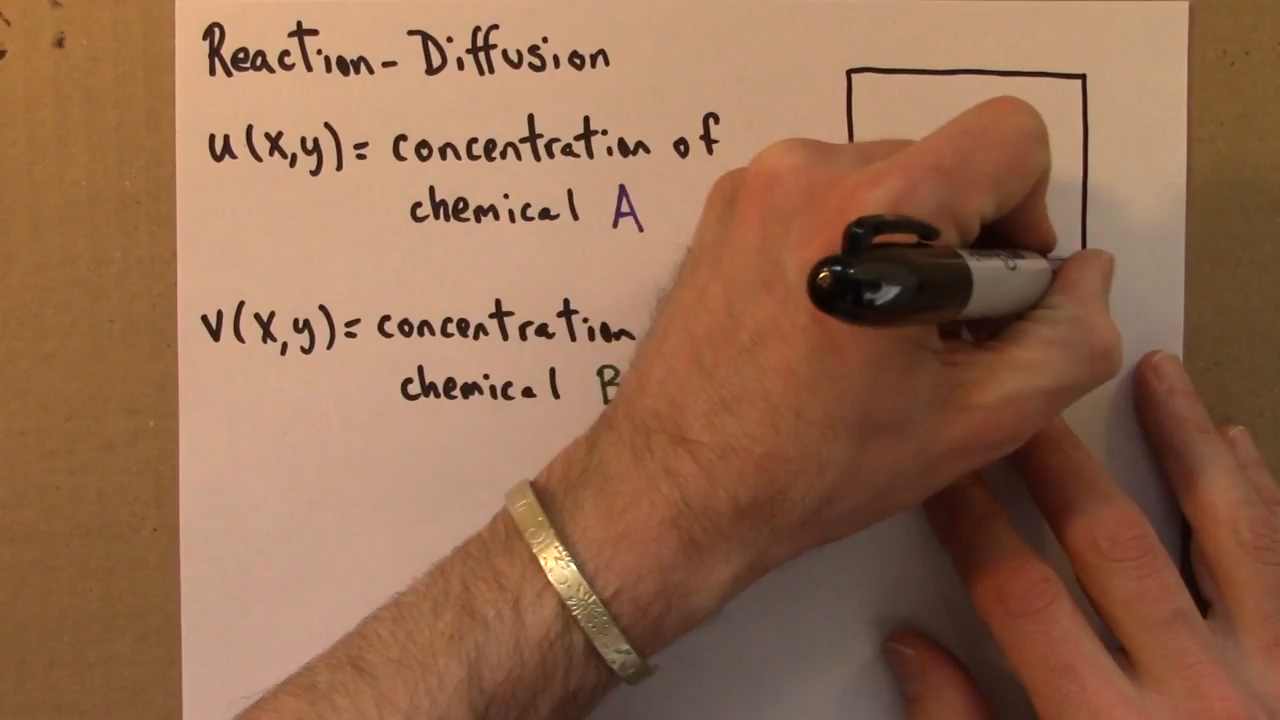 Reaction-Diffusion
u(x,y)= concentration of
chemical A
v(x,y)= concentration
chemical B